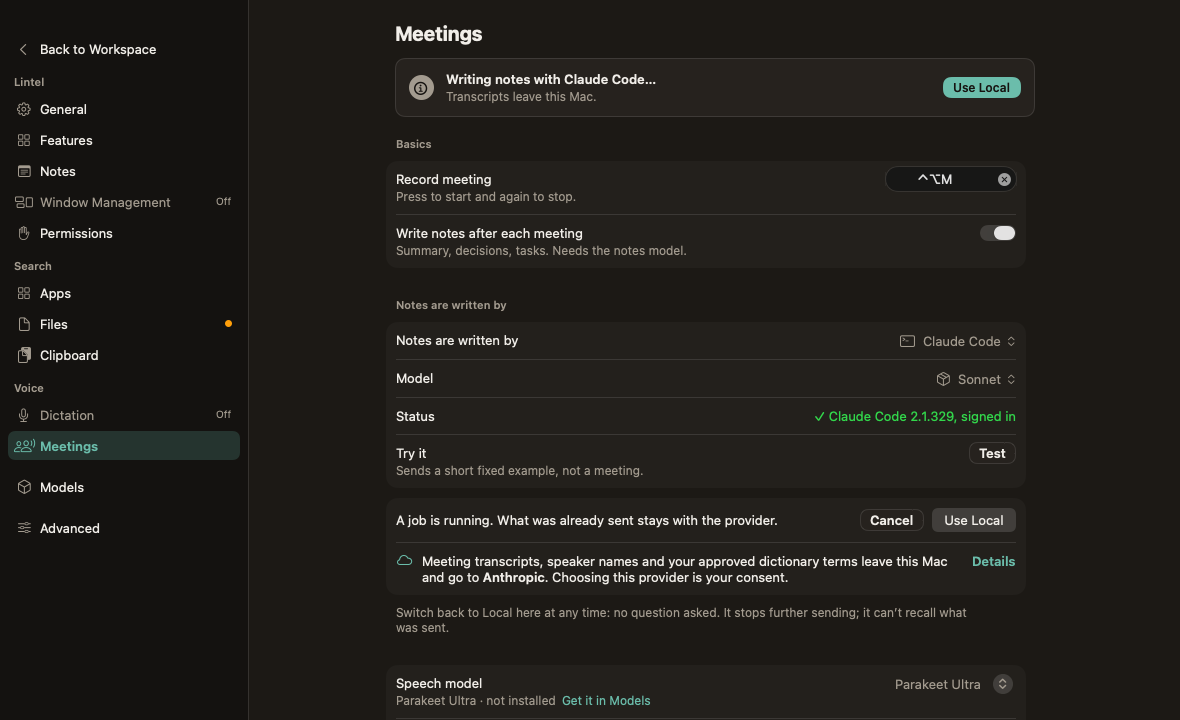 Back to Workspace
Lintel
General
Features
Notes
Window Management Off
Permissions
Search
Apps
Files
Clipboard
Voice
Dictation Off
Meetings
Models
Advanced
Meetings
Writing notes with Claude Code...
Transcripts leave this Mac.
Use Local
Basics
Record meeting
Press to start and again to stop.
⌃⌥M
Write notes after each meeting
Summary, decisions, tasks. Needs the notes model.
Notes are written by
Notes are written by Claude Code
Model Sonnet
Status ✓ Claude Code 2.1.329, signed in
Try it
Sends a short fixed example, not a meeting.
Test
A job is running. What was already sent stays with the provider. Cancel Use Local
Meeting transcripts, speaker names and your approved dictionary terms leave this Mac
and go to Anthropic. Choosing this provider is your consent.
Details
Switch back to Local here at any time: no question asked. It stops further sending; it can't recall what
was sent.
Speech model
Parakeet Ultra · not installed Get it in Models
Parakeet Ultra